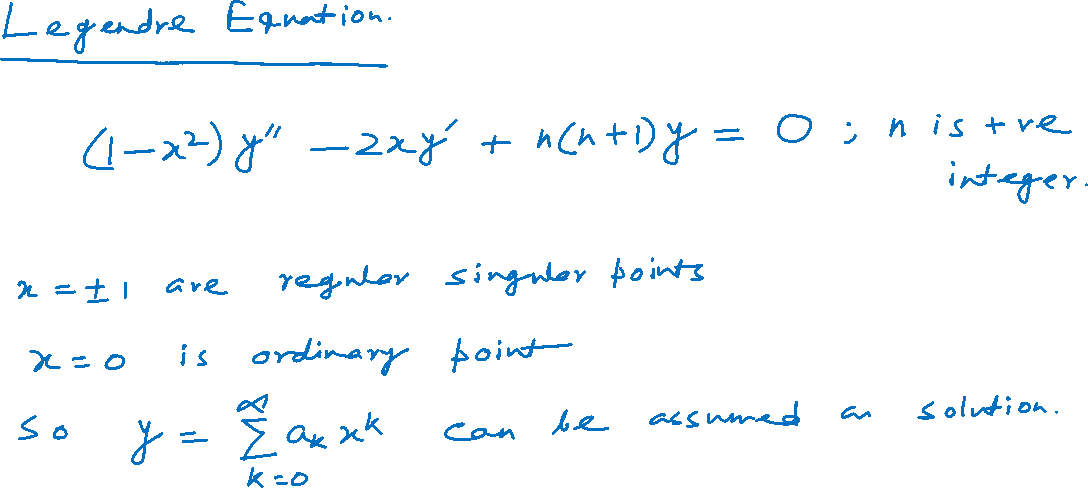 Legendre Equation.
(1-x²)y'' - 2xy' + n(n+1)y = 0 ; n is +ve
integer.
x = ±1 are regular singular points
x = 0 is ordinary point
so y = ∑_{k=0}^{∞} a_k x^k can be assumed as solution.